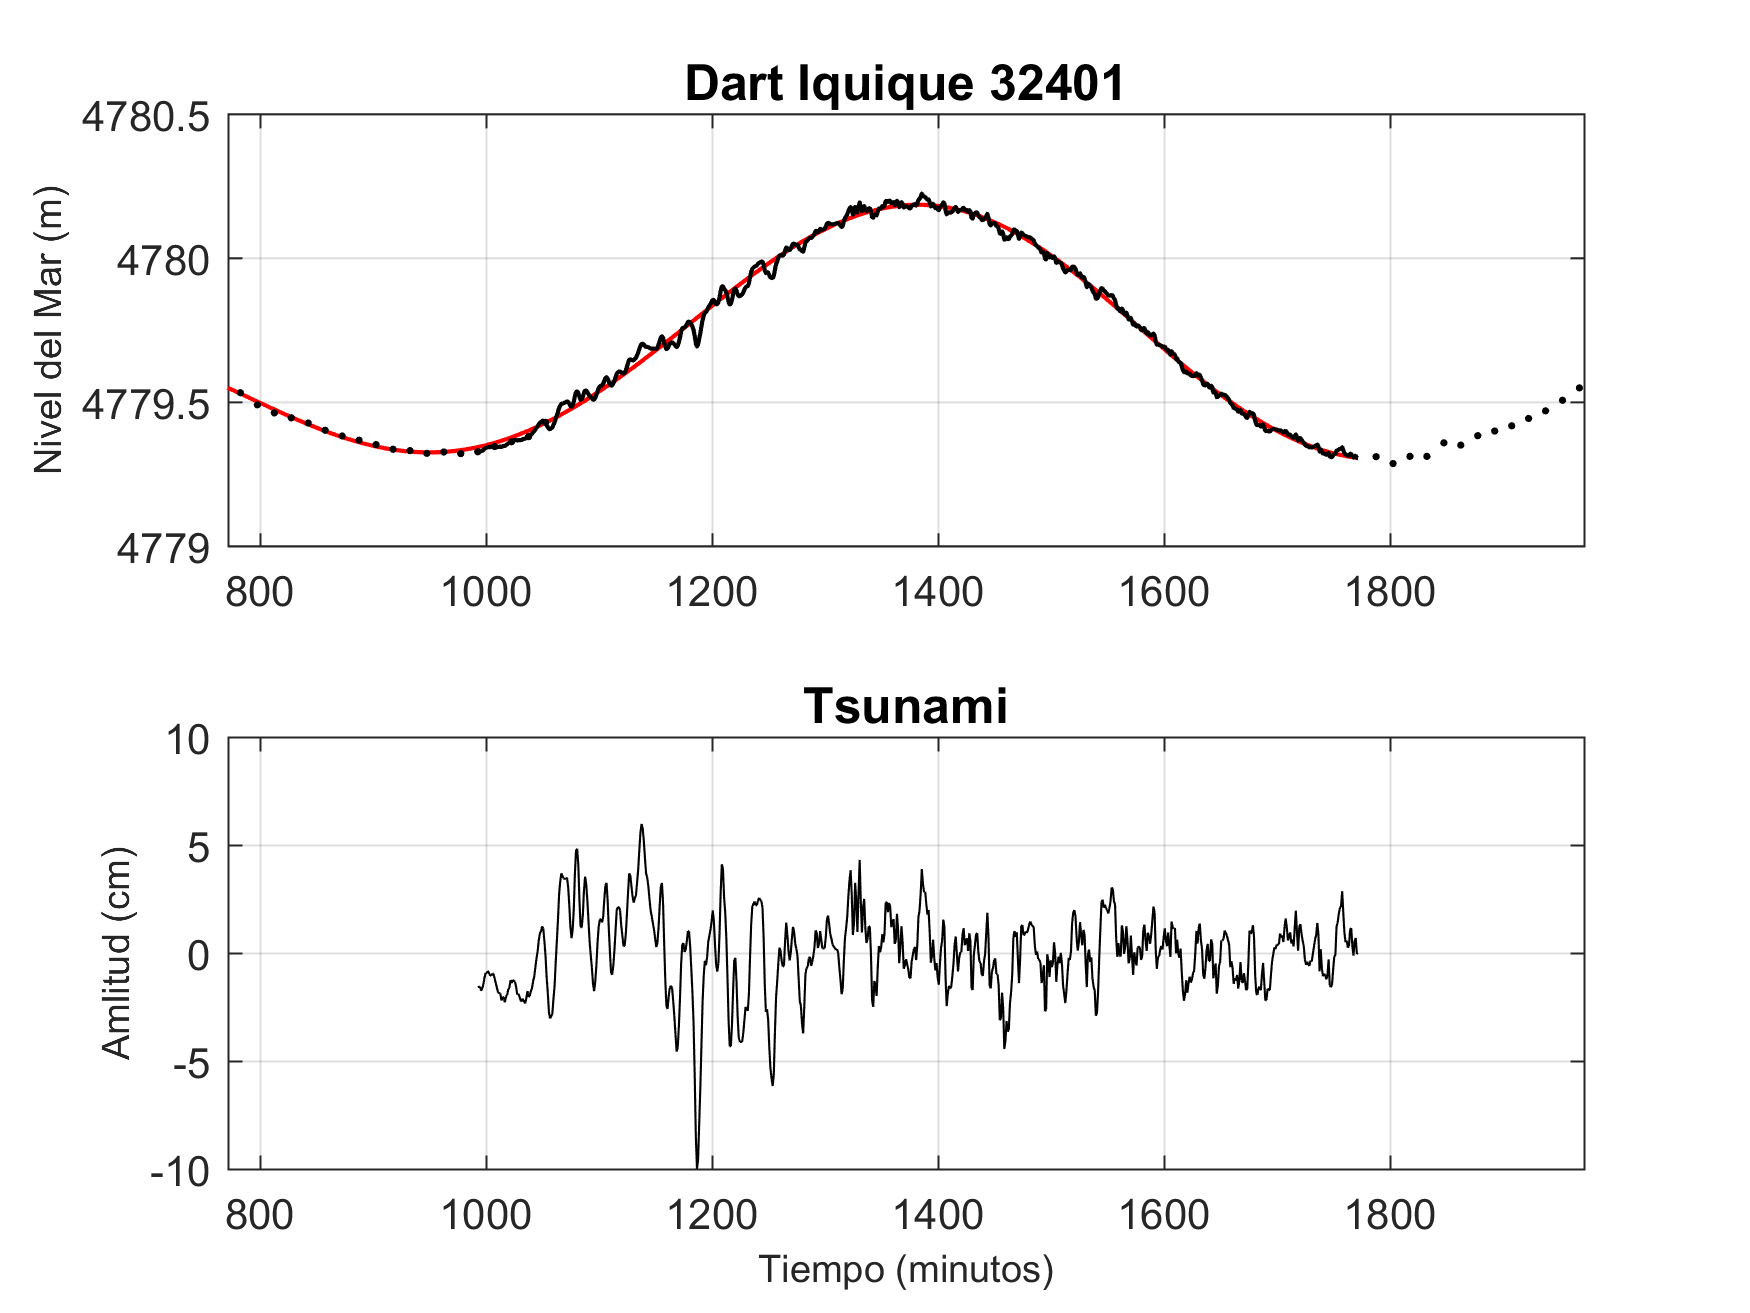 Dart Iquique 32401
4780.5
4780
4779.5
4779
Nivel del Mar (m)
800 1000 1200 1400 1600 1800
Tsunami
10
5
0
-5
-10
Amlitud (cm)
800 1000 1200 1400 1600 1800
Tiempo (minutos)